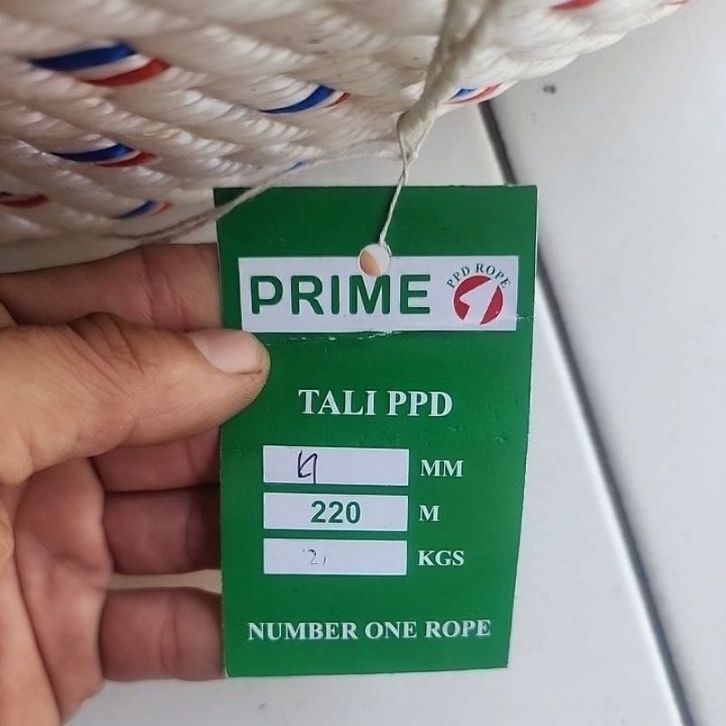 PRIME
PPD ROPE
TALI PPD
MM
220 M
KGS
NUMBER ONE ROPE